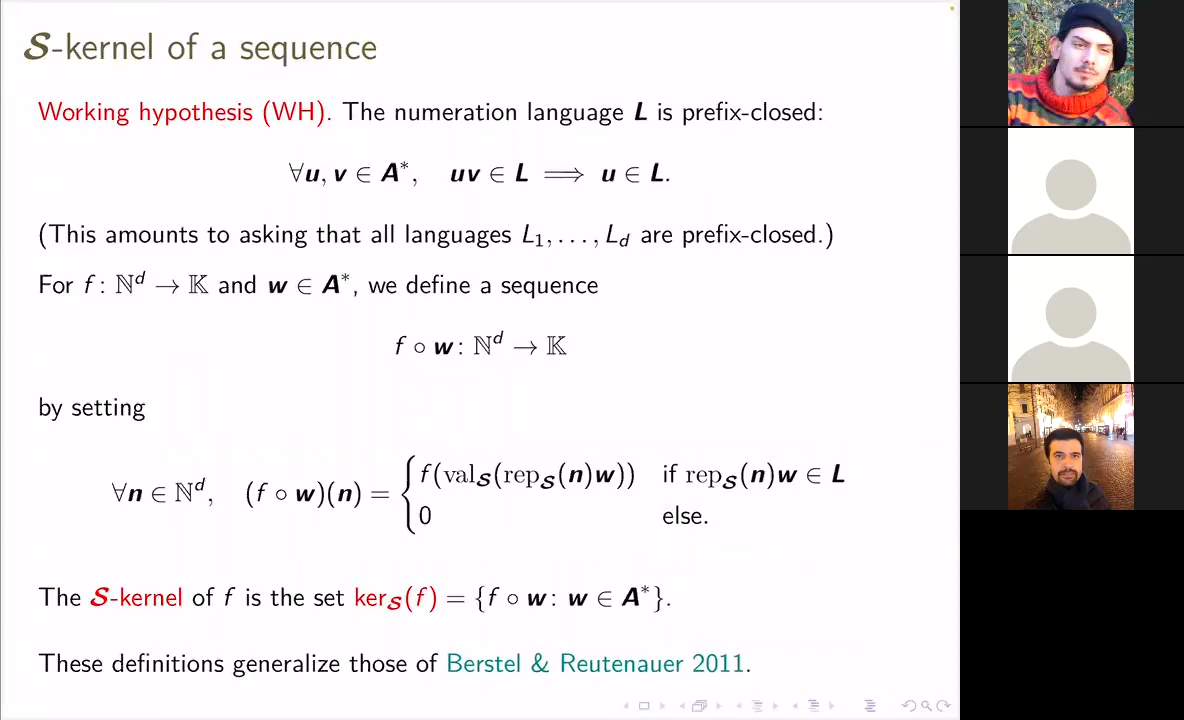 𝓢-kernel of a sequence
Working hypothesis (WH). The numeration language 𝑳 is prefix-closed:
∀𝒖, 𝒗 ∈ 𝑨*, 𝒖𝒗 ∈ 𝑳 ⟹ 𝒖 ∈ 𝑳.
(This amounts to asking that all languages L₁, . . . , L_d are prefix-closed.)
For f : ℕ^d → 𝕂 and 𝒘 ∈ 𝑨*, we define a sequence
f ∘ 𝒘 : ℕ^d → 𝕂
by setting
∀𝒏 ∈ ℕ^d, (f ∘ 𝒘)(𝒏) = { f(val_𝓢(rep_𝓢(𝒏)𝒘)) if rep_𝓢(𝒏)𝒘 ∈ 𝑳
0 else.
The 𝓢-kernel of f is the set ker_𝓢(f) = {f ∘ 𝒘 : 𝒘 ∈ 𝑨*}.
These definitions generalize those of Berstel & Reutenauer 2011.